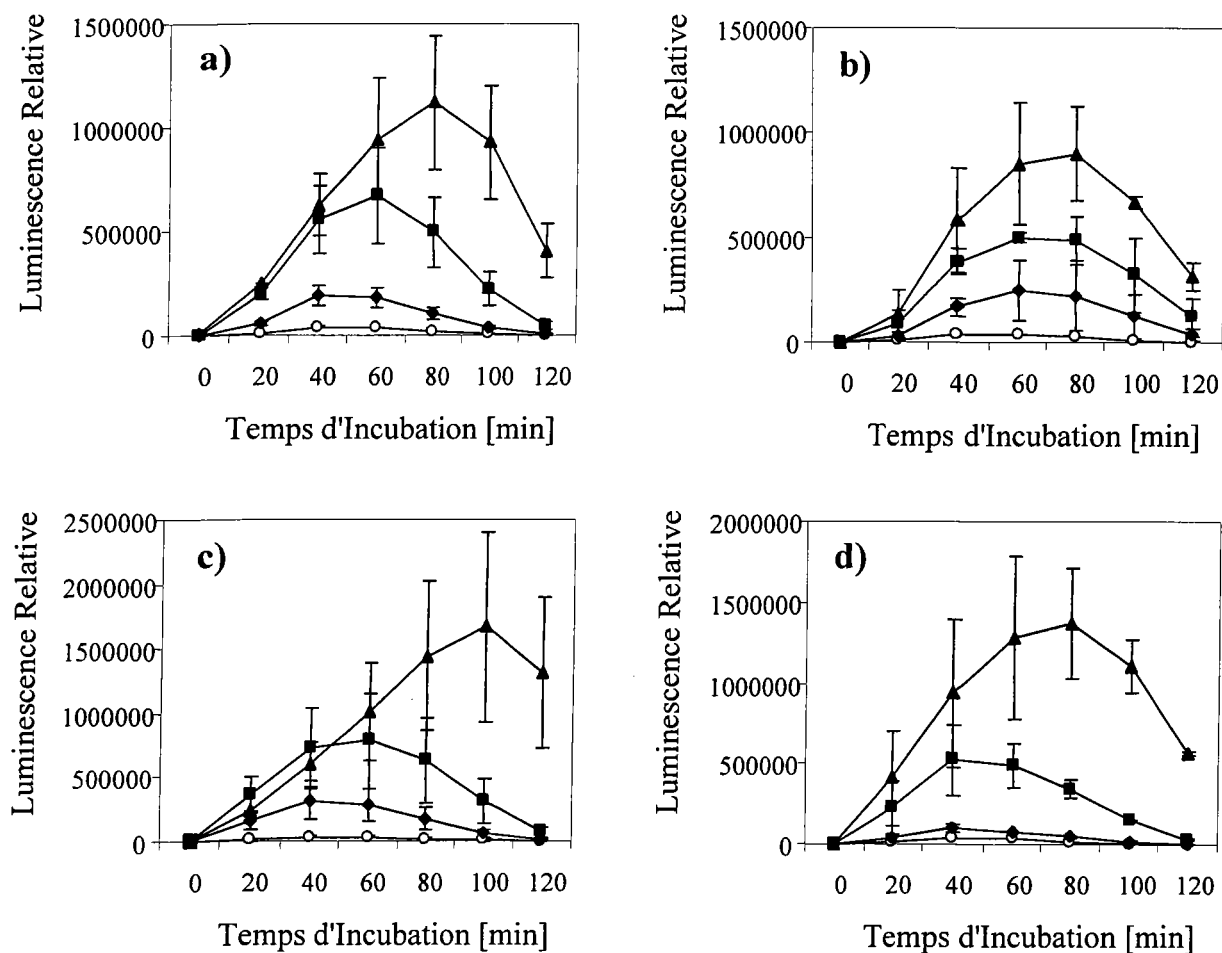 a)
Luminescence Relative
1500000
1000000
500000
0
0 20 40 60 80 100 120
Temps d'Incubation [min]
b)
Luminescence Relative
1500000
1000000
500000
0
0 20 40 60 80 100 120
Temps d'Incubation [min]
c)
Luminescence Relative
2500000
2000000
1500000
1000000
500000
0
0 20 40 60 80 100 120
Temps d'Incubation [min]
d)
Luminescence Relative
2000000
1500000
1000000
500000
0
0 20 40 60 80 100 120
Temps d'Incubation [min]